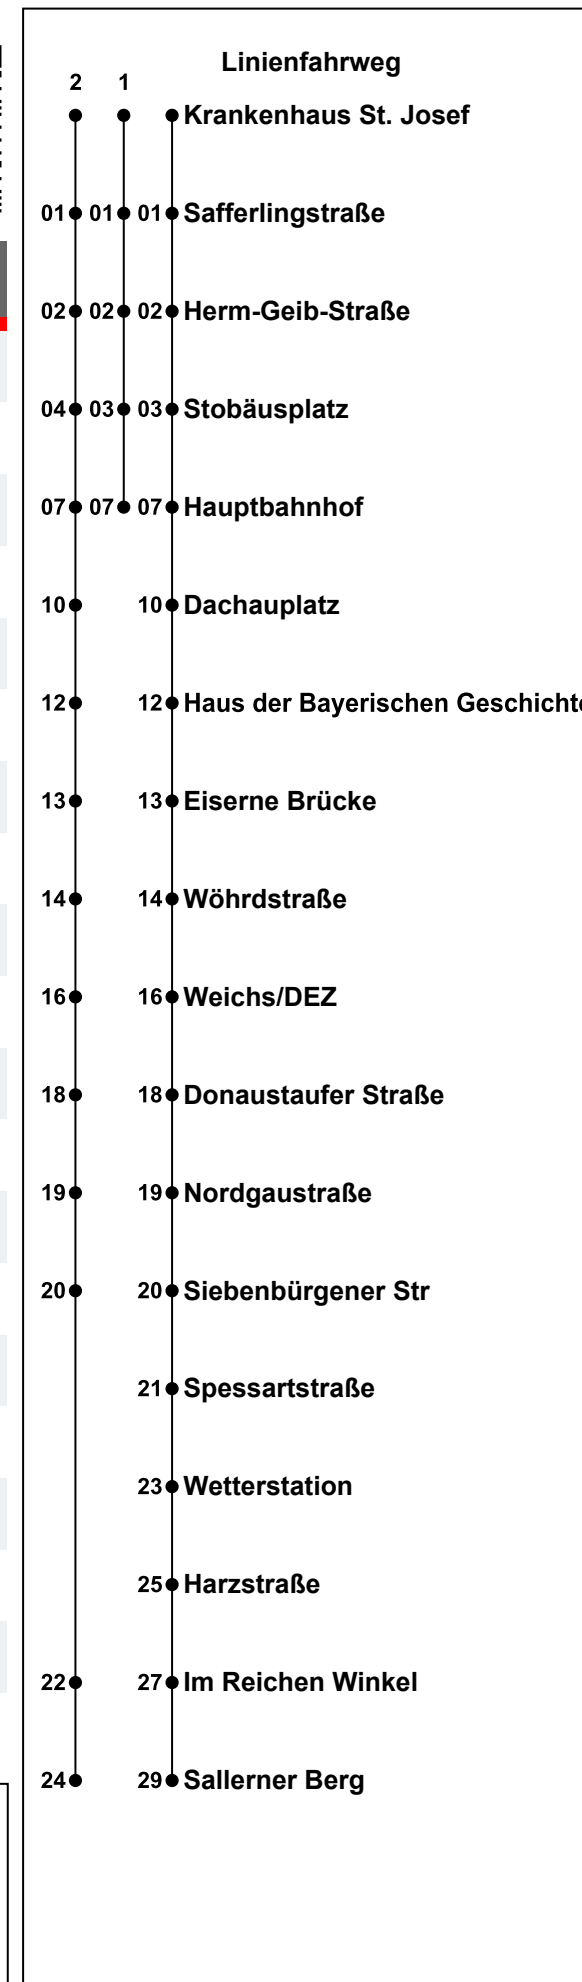 Linienfahrweg
2 1
Krankenhaus St. Josef
01 01 01 Safferlingstraße
02 02 02 Herm-Geib-Straße
04 03 03 Stobäusplatz
07 07 07 Hauptbahnhof
10 10 Dachauplatz
12 12 Haus der Bayerischen Geschichte
13 13 Eiserne Brücke
14 14 Wöhrdstraße
16 16 Weichs/DEZ
18 18 Donaustaufer Straße
19 19 Nordgaustraße
20 20 Siebenbürgener Str
21 Spessartstraße
23 Wetterstation
25 Harzstraße
22 27 Im Reichen Winkel
24 29 Sallerner Berg